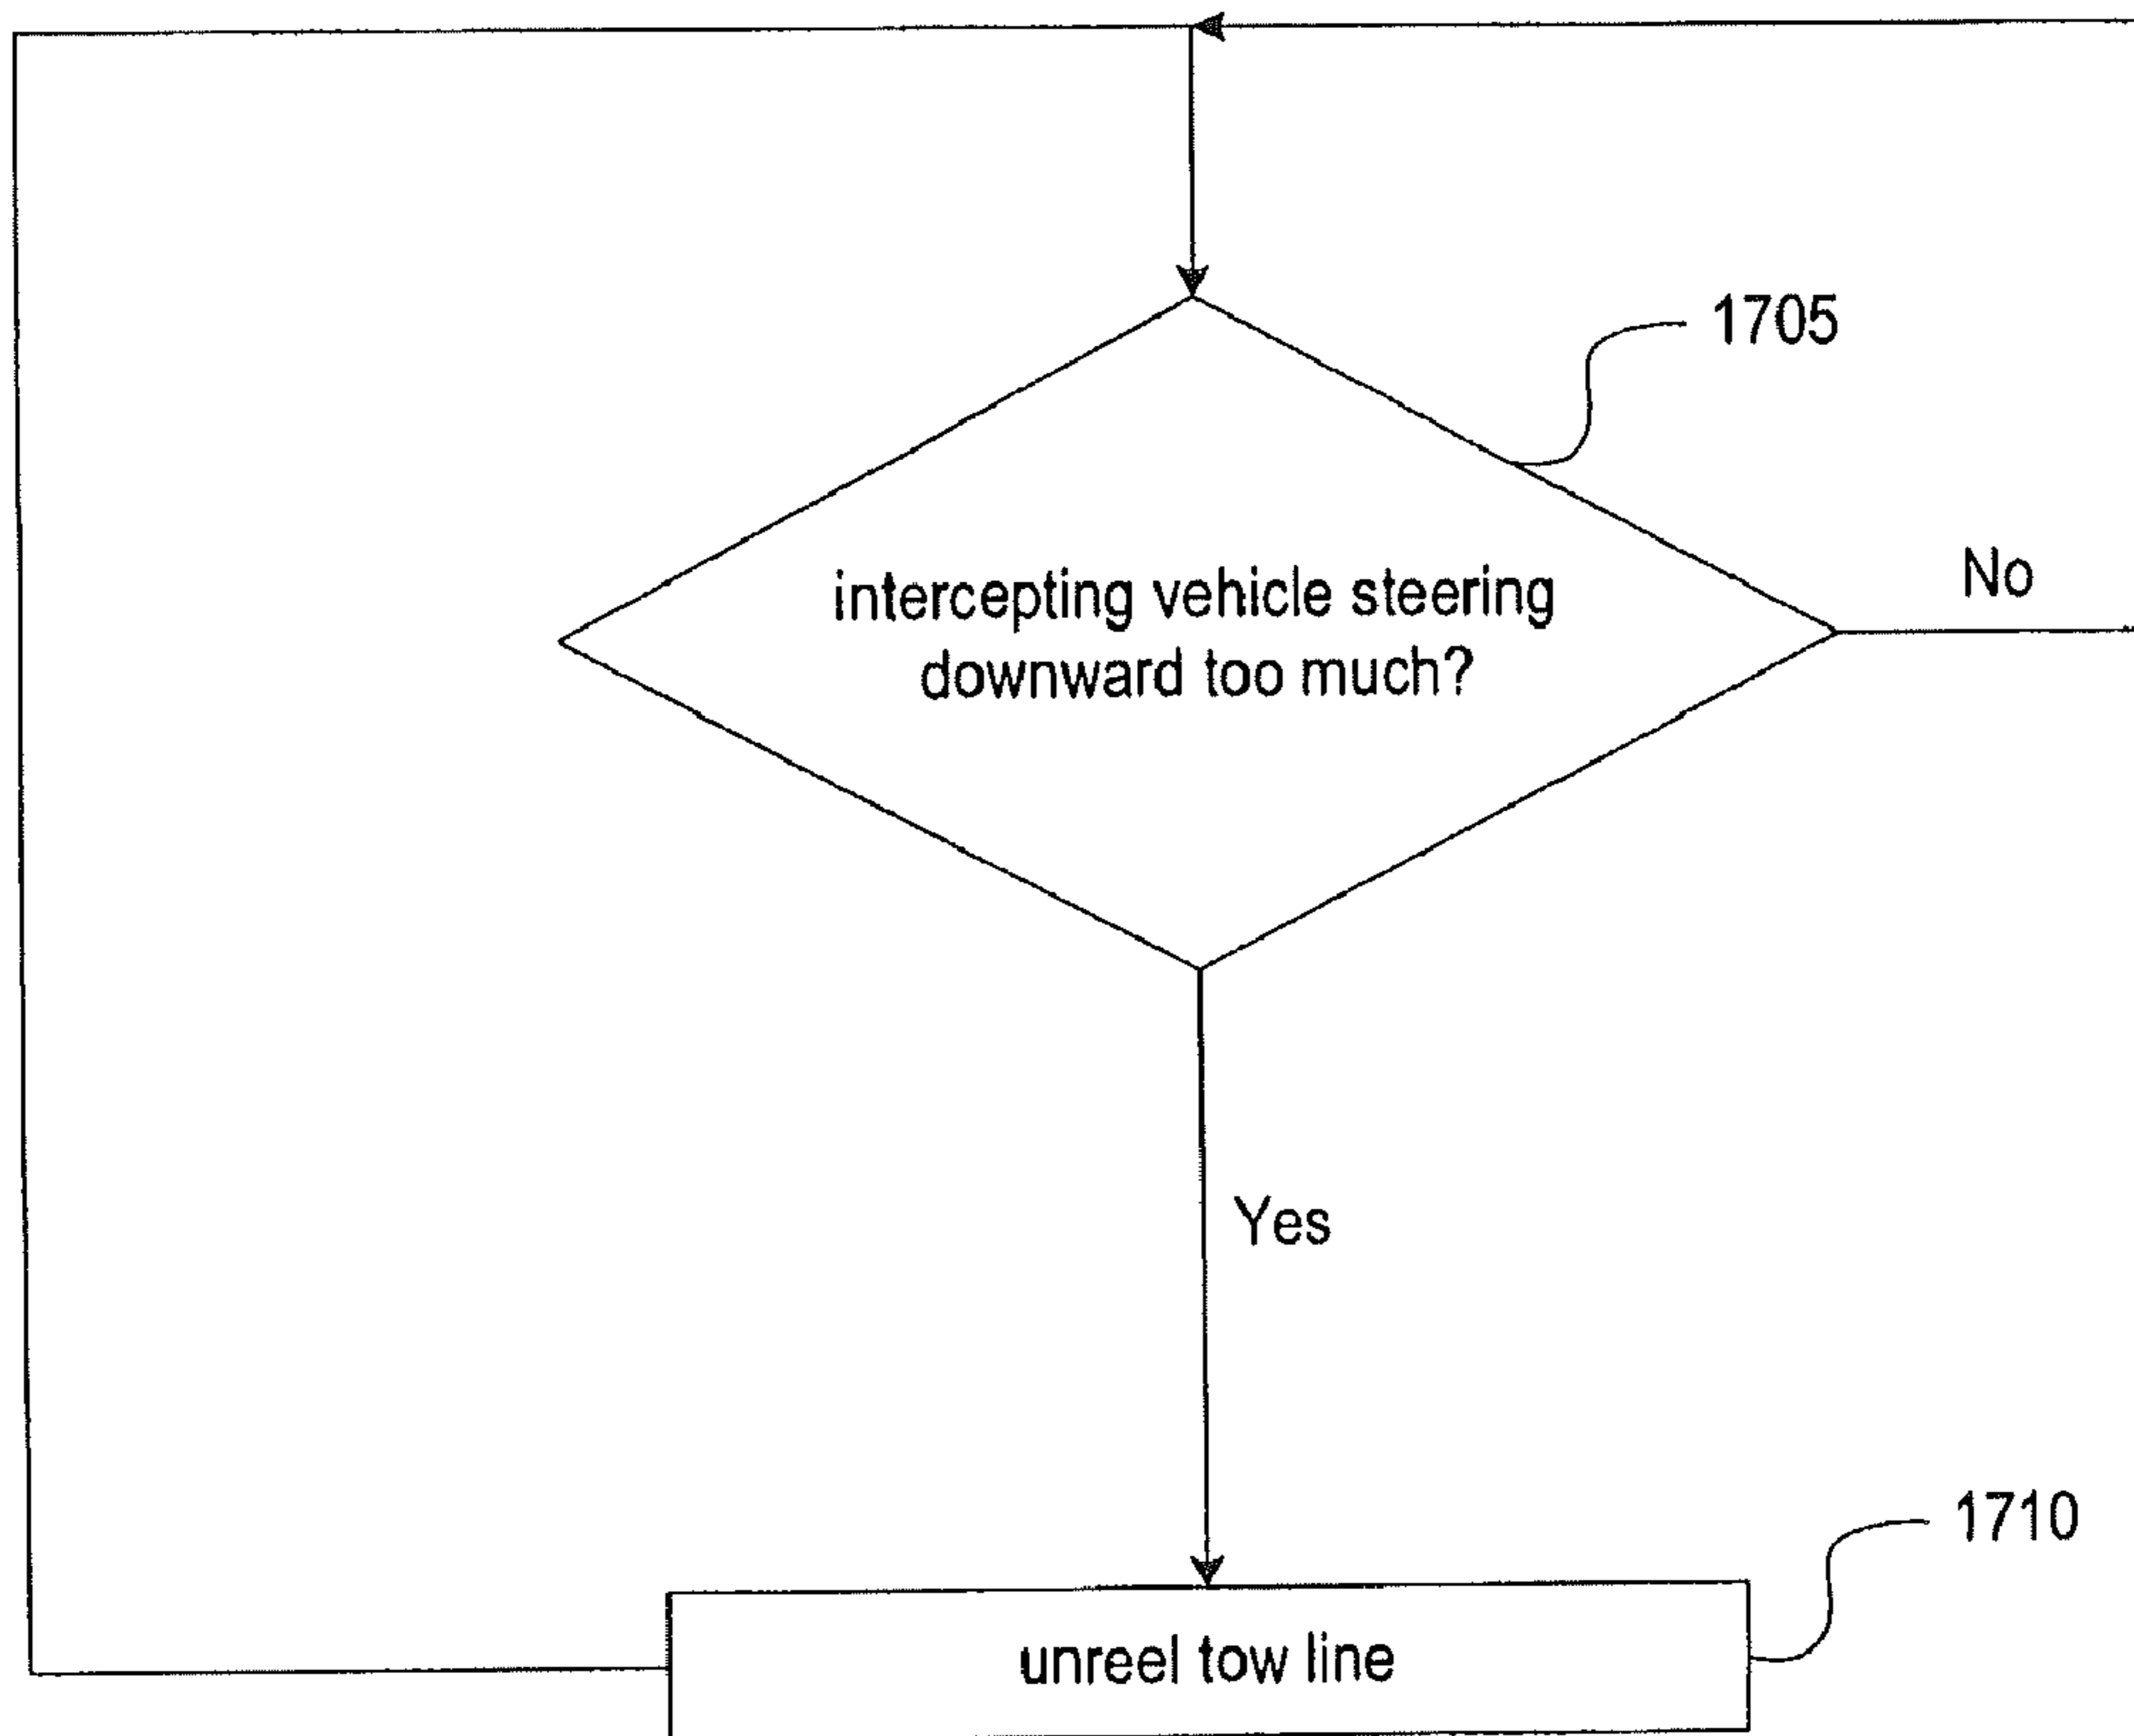 1705
intercepting vehicle steering
downward too much?
No
Yes
1710
unreel tow line